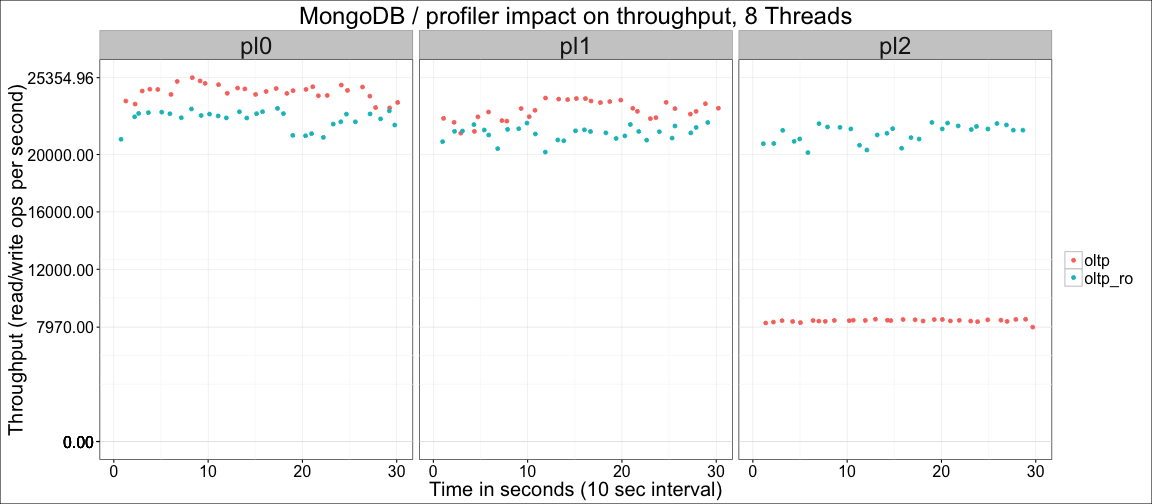 MongoDB / profiler impact on throughput, 8 Threads
pl0 pl1 pl2
Throughput (read/write ops per second)
25354.96
20000.00
16000.00
12000.00
7970.00
0.00
0 10 20 30 0 10 20 30 0 10 20 30
Time in seconds (10 sec interval)
oltp
oltp_ro